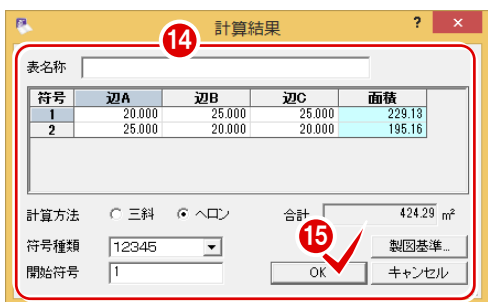 計算結果 ? ×
⑭
表名称
符号 辺A 辺B 辺C 面積
1 20.000 25.000 25.000 229.13
2 25.000 20.000 20.000 195.16
計算方法 三斜 ヘロン 合計 424.29 m²
⑮
符号種類 12345 製図基準...
開始符号 1 OK キャンセル